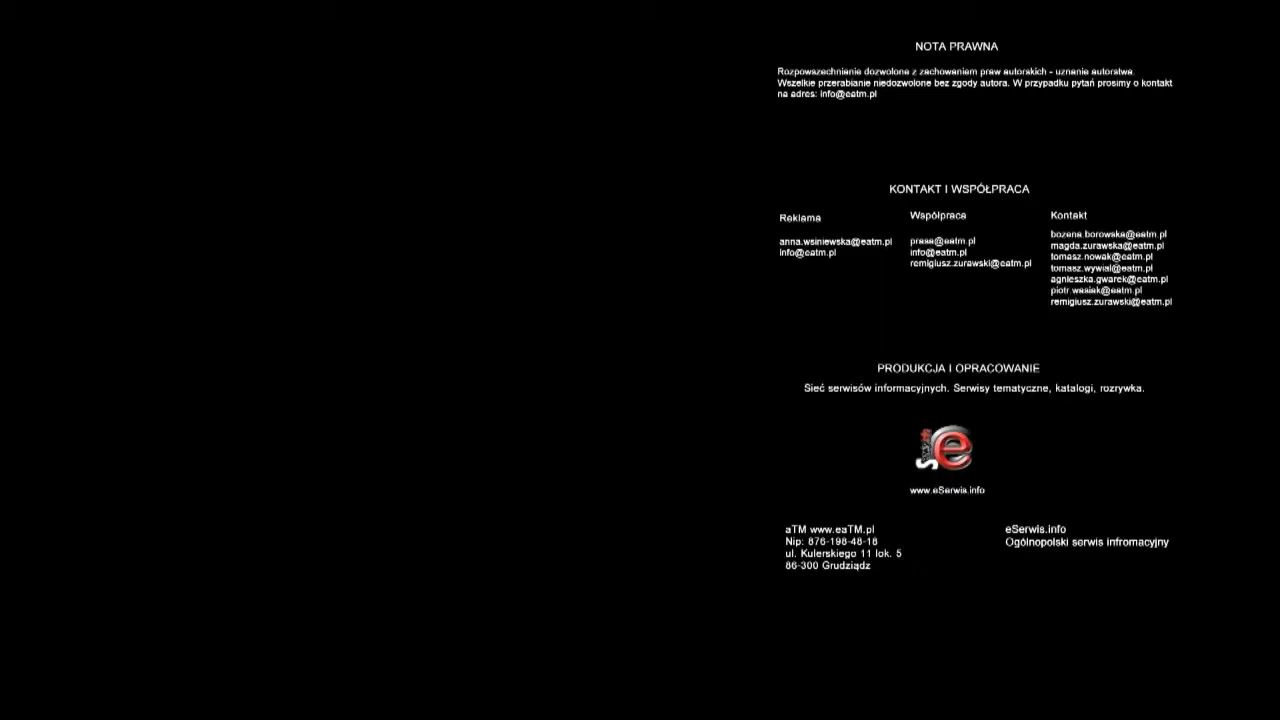 NOTA PRAWNA
Rozpowszechnianie dozwolone z zachowaniem praw autorskich - uznanie autorstwa.
Wszelkie przerabianie niedozwolone bez zgody autora. W przypadku pytań prosimy o kontakt
na adres: info@eatm.pl
KONTAKT I WSPÓŁPRACA
Reklama
anna.wsiniewska@eatm.pl
info@eatm.pl
Współpraca
prasa@eatm.pl
info@eatm.pl
remigiusz.zurawski@eatm.pl
Kontakt
bozena.borowska@eatm.pl
magda.zurawska@eatm.pl
tomasz.nowak@eatm.pl
tomasz.wywial@eatm.pl
agnieszka.gwarek@eatm.pl
piotr.wasiak@eatm.pl
remigiusz.zurawski@eatm.pl
PRODUKCJA I OPRACOWANIE
Sieć serwisów informacyjnych. Serwisy tematyczne, katalogi, rozrywka.
e
www.eSerwis.info
aTM www.eaTM.pl
Nip: 876-198-48-18
ul. Kulerskiego 11 lok. 5
86-300 Grudziądz
eSerwis.info
Ogólnopolski serwis infromacyjny